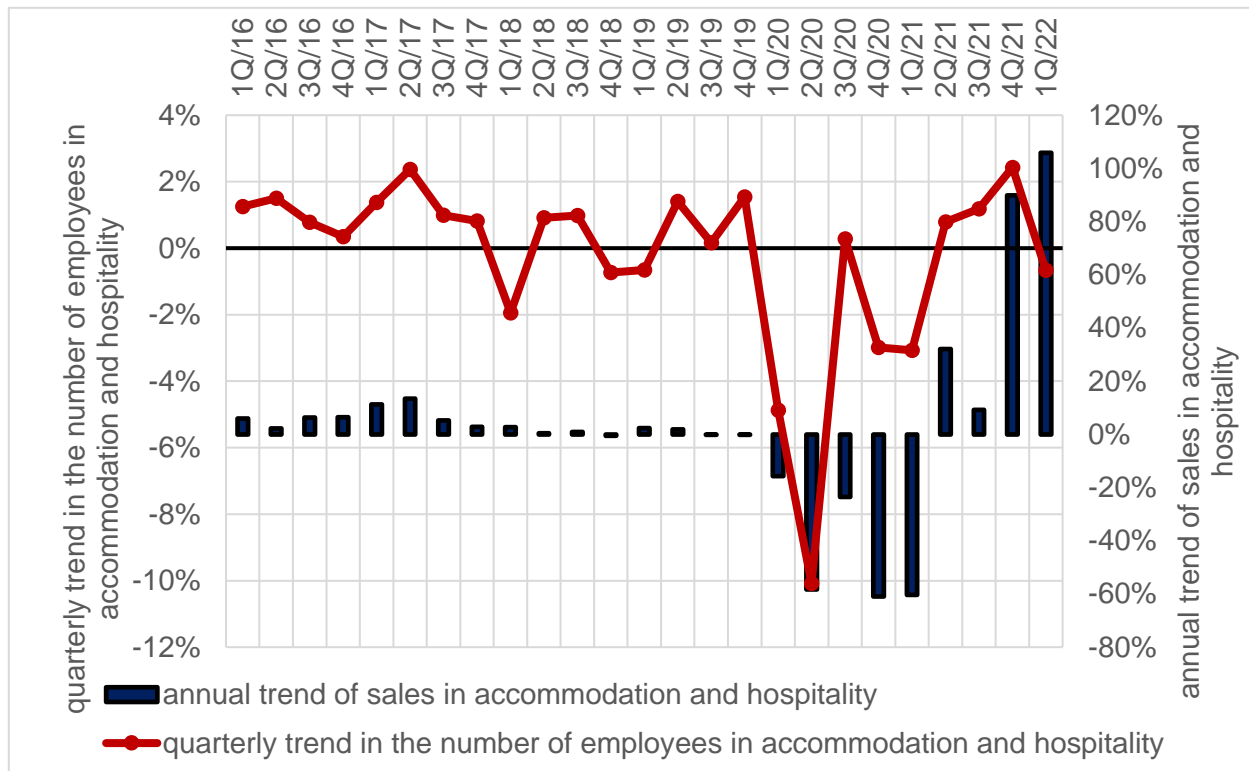 1Q/16
2Q/16
3Q/16
4Q/16
1Q/17
2Q/17
3Q/17
4Q/17
1Q/18
2Q/18
3Q/18
4Q/18
1Q/19
2Q/19
3Q/19
4Q/19
1Q/20
2Q/20
3Q/20
4Q/20
1Q/21
2Q/21
3Q/21
4Q/21
1Q/22
quarterly trend in the number of employees in
accommodation and hospitality
4%
2%
0%
-2%
-4%
-6%
-8%
-10%
-12%
120%
100%
80%
60%
40%
20%
0%
-20%
-40%
-60%
-80%
annual trend of sales in accommodation and
hospitality
annual trend of sales in accommodation and hospitality
quarterly trend in the number of employees in accommodation and hospitality